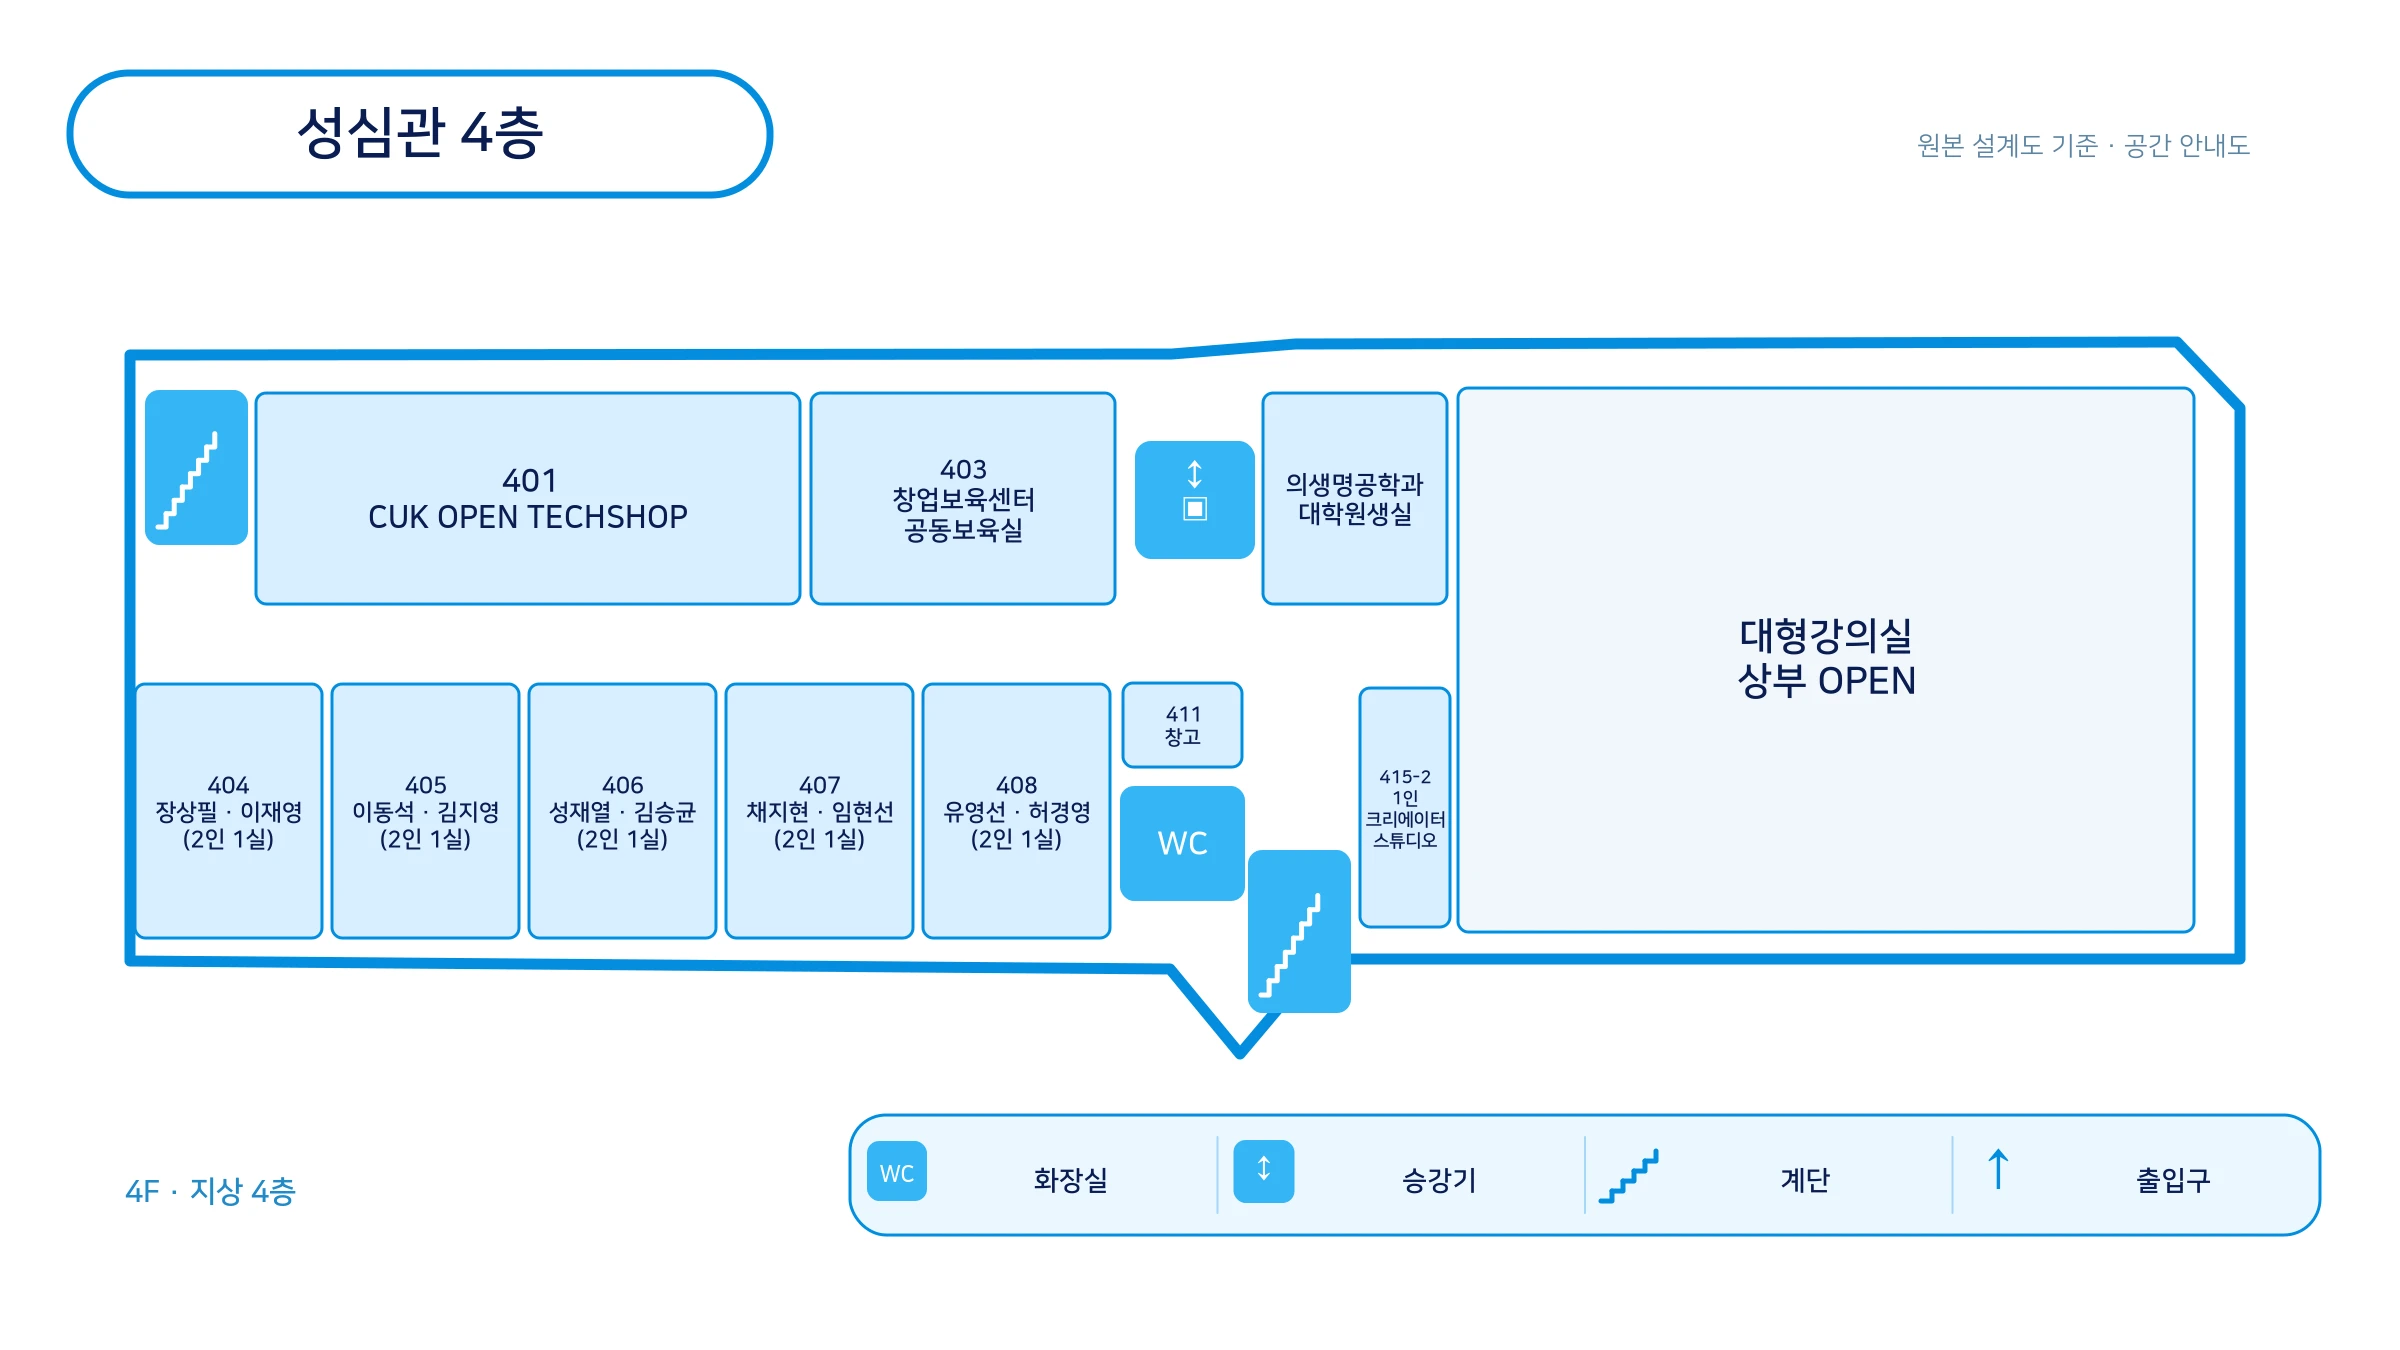 성심관 4층
원본 설계도 기준 · 공간 안내도
401
CUK OPEN TECHSHOP
403
창업보육센터
공동보육실
의생명공학과
대학원생실
대형강의실
상부 OPEN
404
장상필 · 이재영
(2인 1실)
405
이동석 · 김지영
(2인 1실)
406
성재열 · 김승균
(2인 1실)
407
채지현 · 임현선
(2인 1실)
408
유영선 · 허경영
(2인 1실)
411
창고
WC
415-2
1인
크리에이터
스튜디오
4F · 지상 4층
WC
화장실
승강기
계단
출입구